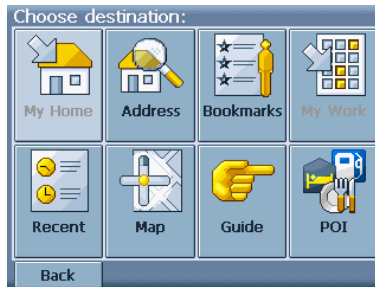 Choose destination:
My Home Address Bookmarks My Work
Recent Map Guide POI
Back